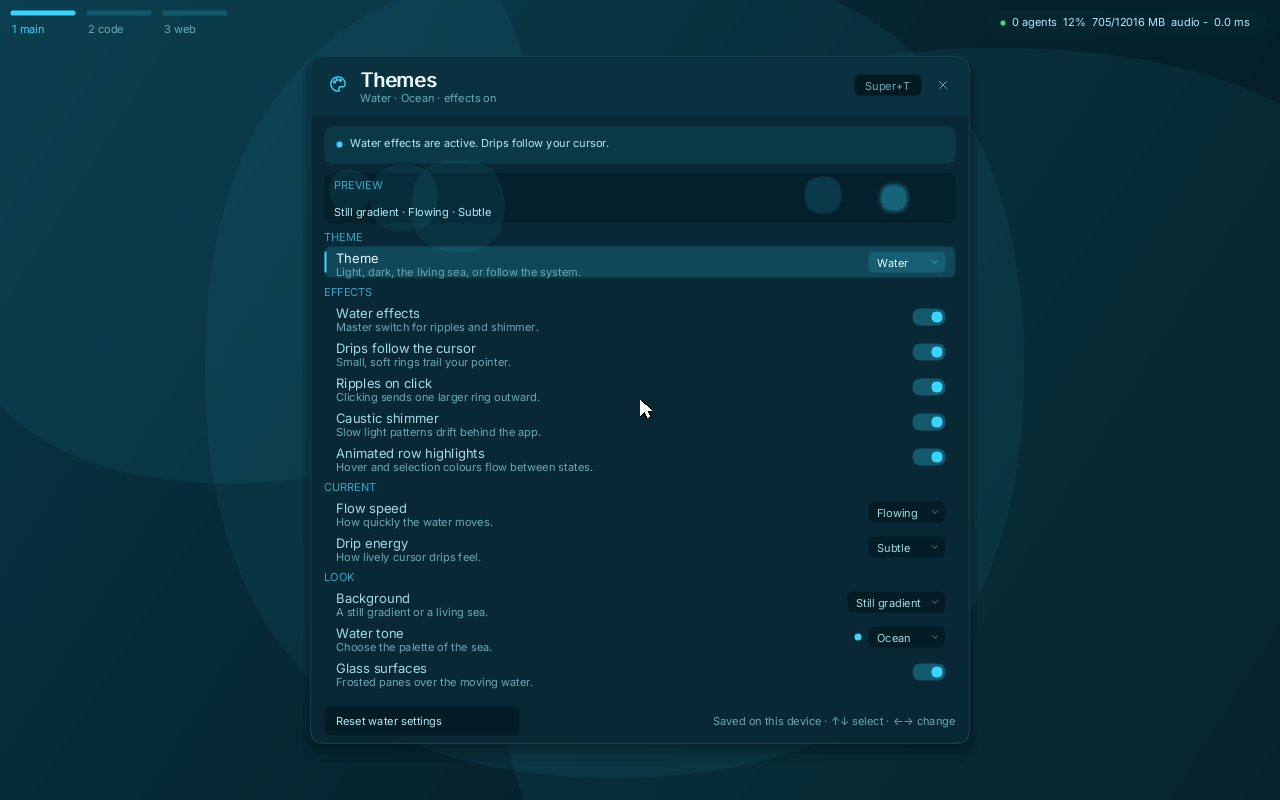 1 main 2 code 3 web
0 agents 12% 705/12016 MB audio - 0.0 ms
Themes
Water · Ocean · effects on
Super+T
Water effects are active. Drips follow your cursor.
PREVIEW
Still gradient · Flowing · Subtle
THEME
Theme
Light, dark, the living sea, or follow the system.
Water
EFFECTS
Water effects
Master switch for ripples and shimmer.
Drips follow the cursor
Small, soft rings trail your pointer.
Ripples on click
Clicking sends one larger ring outward.
Caustic shimmer
Slow light patterns drift behind the app.
Animated row highlights
Hover and selection colours flow between states.
CURRENT
Flow speed
How quickly the water moves.
Flowing
Drip energy
How lively cursor drips feel.
Subtle
LOOK
Background
A still gradient or a living sea.
Still gradient
Water tone
Choose the palette of the sea.
Ocean
Glass surfaces
Frosted panes over the moving water.
Reset water settings
Saved on this device · ↑↓ select · ←→ change